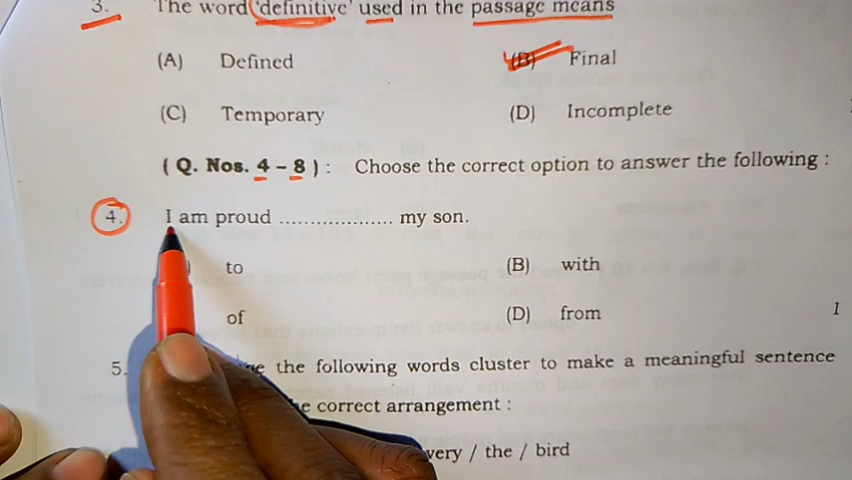 3. The word 'definitive' used in the passage means
(A) Defined (B) Final
(C) Temporary (D) Incomplete
( Q. Nos. 4 – 8 ) : Choose the correct option to answer the following :
4. I am proud ................... my son.
to (B) with
of (D) from 1
5. the following words cluster to make a meaningful sentence
correct arrangement :
very / the / bird